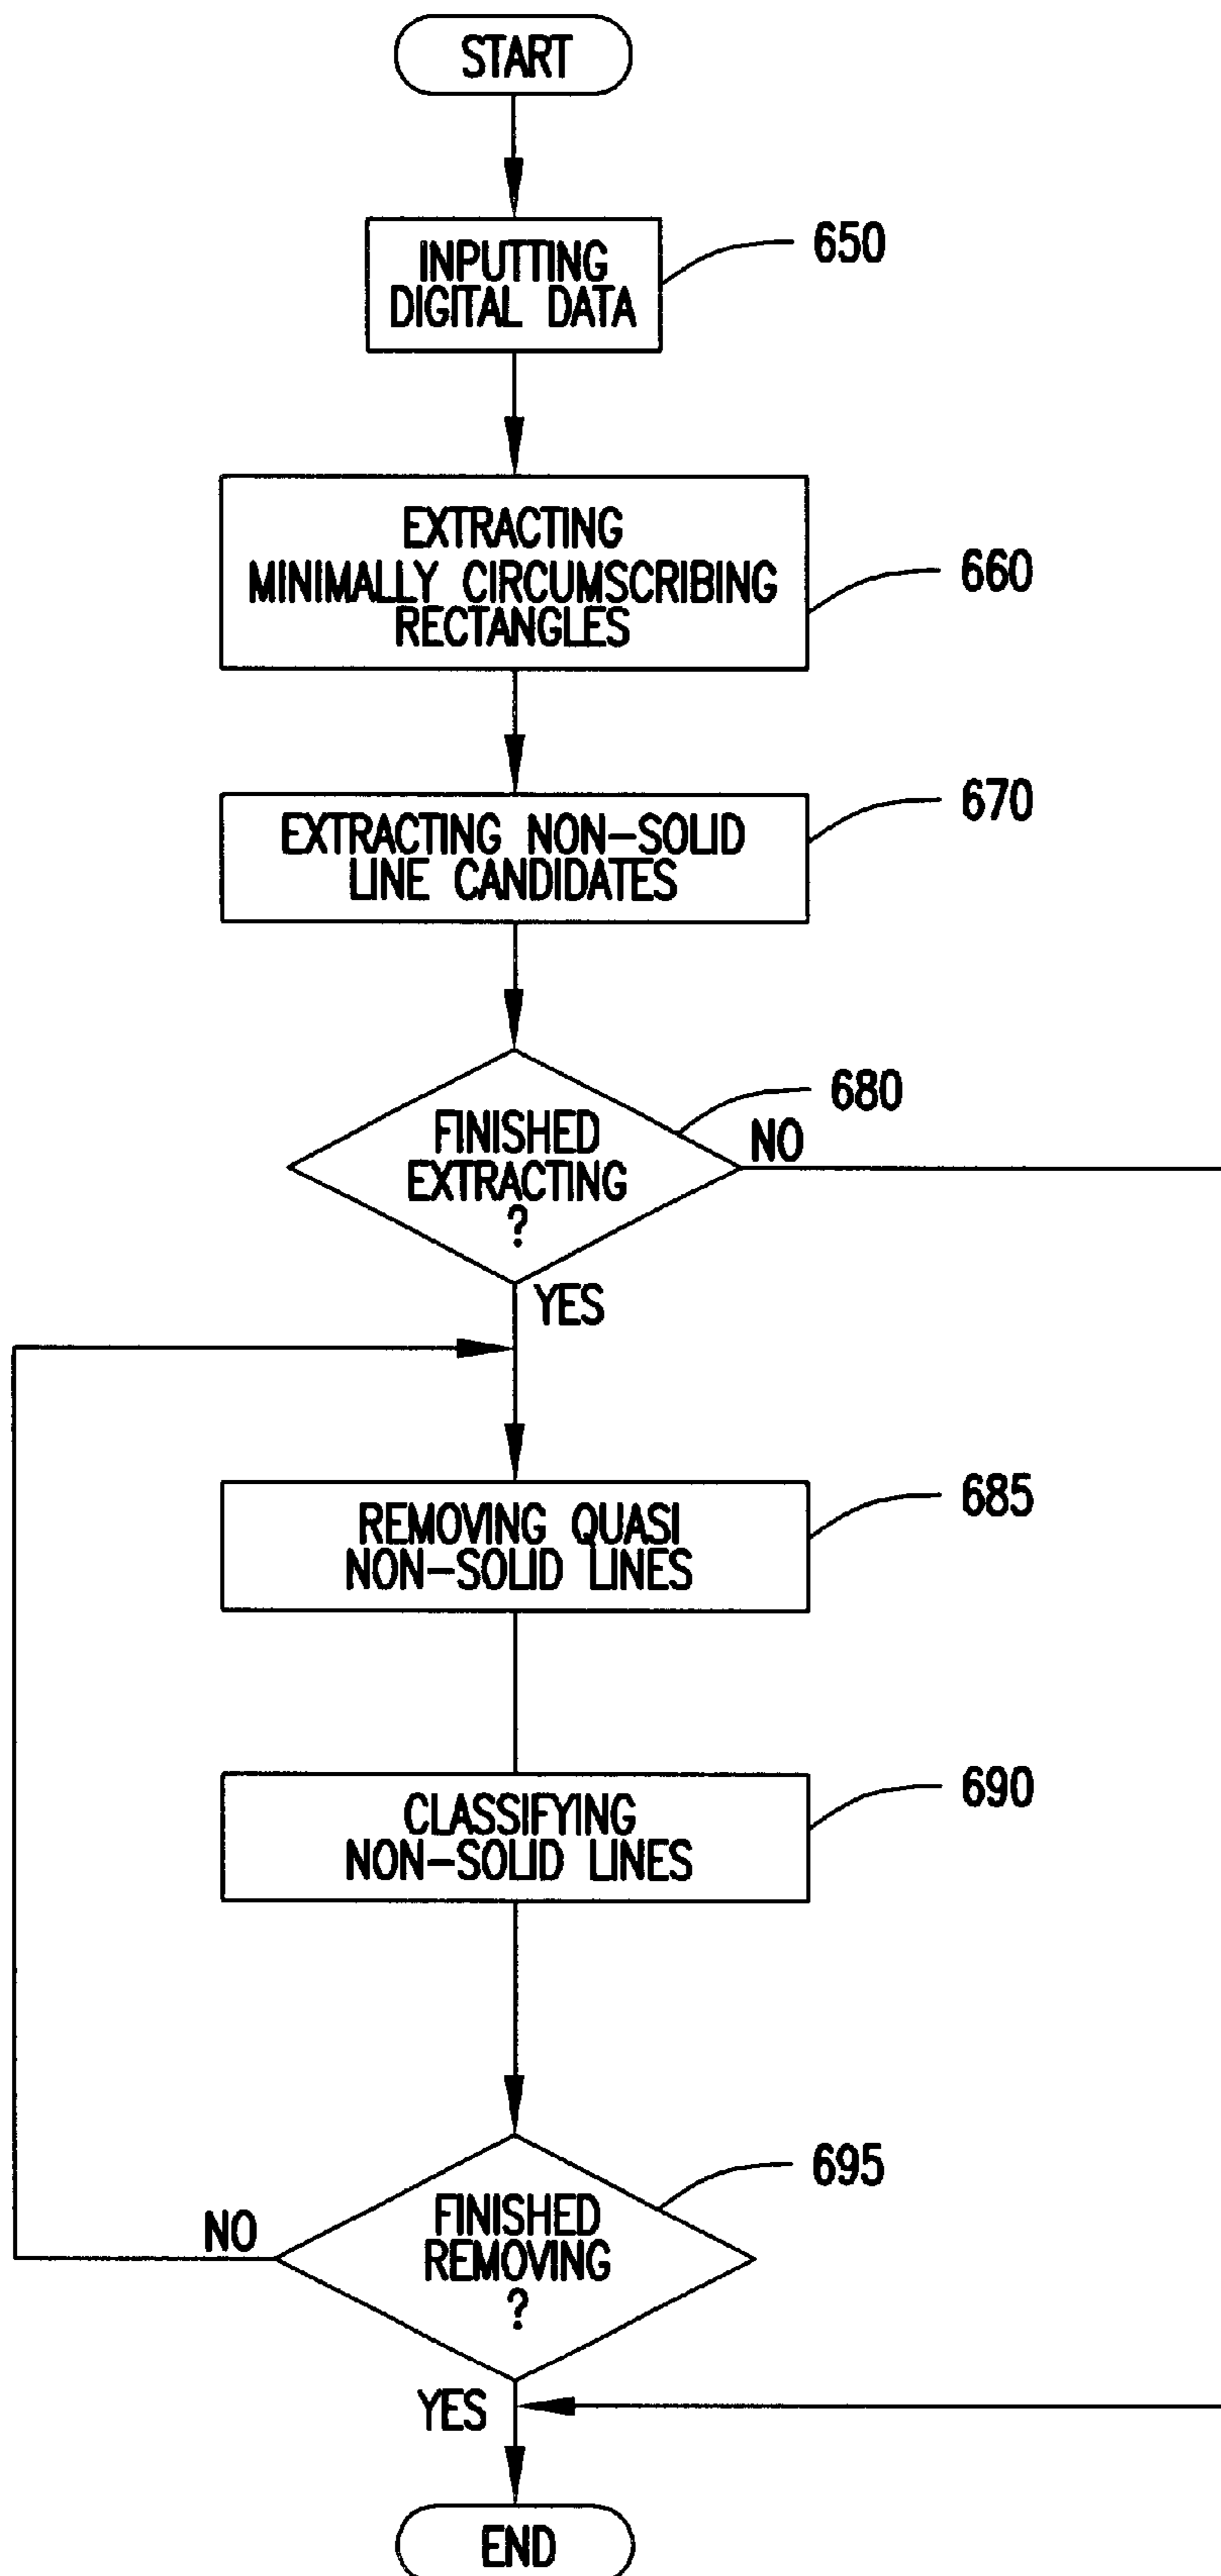 START
INPUTTING
DIGITAL DATA
650
EXTRACTING
MINIMALLY CIRCUMSCRIBING
RECTANGLES
660
EXTRACTING NON-SOLID
LINE CANDIDATES
670
FINISHED
EXTRACTING
?
680
NO
YES
REMOVING QUASI
NON-SOLID LINES
685
CLASSIFYING
NON-SOLID LINES
690
FINISHED
REMOVING
?
695
NO
YES
END